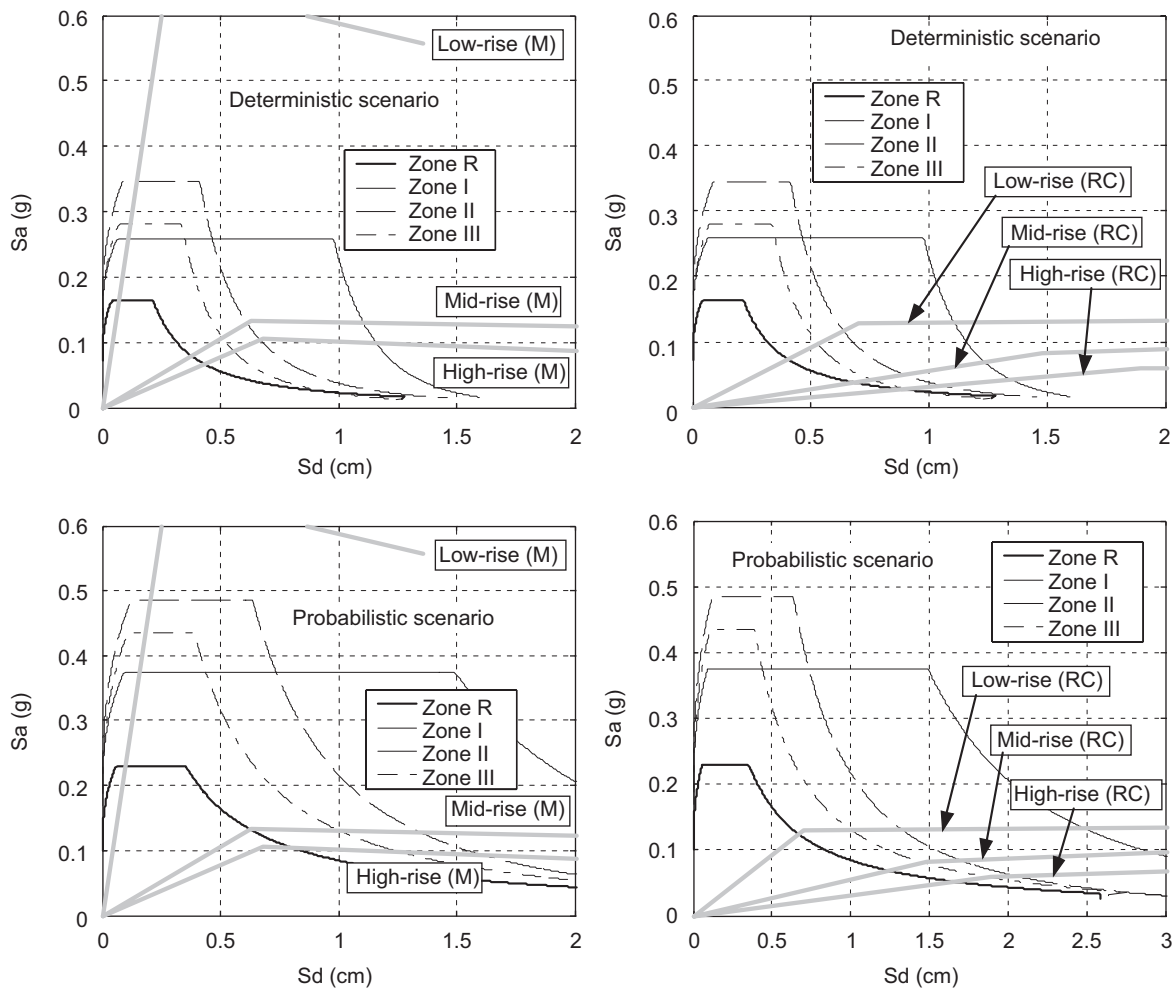 0.6
0.5
0.4
0.3
0.2
0.1
0
Sa (g)
Low-rise (M)
Deterministic scenario
Zone R
Zone I
Zone II
Zone III
Mid-rise (M)
High-rise (M)
0 0.5 1 1.5 2
Sd (cm)
0.6
0.5
0.4
0.3
0.2
0.1
0
Sa (g)
Deterministic scenario
Zone R
Zone I
Zone II
Zone III
Low-rise (RC)
Mid-rise (RC)
High-rise (RC)
0 0.5 1 1.5 2
Sd (cm)
0.6
0.5
0.4
0.3
0.2
0.1
0
Sa (g)
Low-rise (M)
Probabilistic scenario
Zone R
Zone I
Zone II
Zone III
Mid-rise (M)
High-rise (M)
0 0.5 1 1.5 2
Sd (cm)
0.6
0.5
0.4
0.3
0.2
0.1
0
Sa (g)
Probabilistic scenario
Zone R
Zone I
Zone II
Zone III
Low-rise (RC)
Mid-rise (RC)
High-rise (RC)
0 0.5 1 1.5 2 2.5 3
Sd (cm)